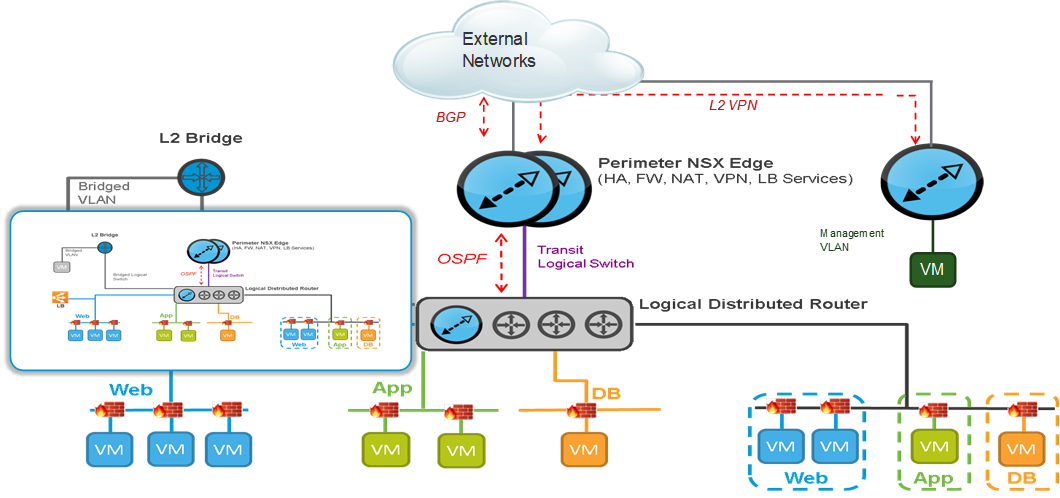 External
Networks
BGP
L2 VPN
L2 Bridge
Perimeter NSX Edge
(HA, FW, NAT, VPN, LB Services)
Bridged
VLAN
Management
VLAN
VM
OSPF
Transit
Logical Switch
Logical Distributed Router
L2 Bridge
Bridged
VLAN
VM
Perimeter NSX Edge
(HA, FW, NAT, VPN, LB Services)
OSPF
Transit
Logical Switch
Bridged Logical
Switch
Logical Distributed Router
LB
Web
App
DB
VM
VM
VM
VM
VM
VM
VM
VM
VM
VM
Web
App
DB
Web
App
DB
VM
VM
VM
VM
VM
VM
VM
VM
VM
VM
Web
App
DB